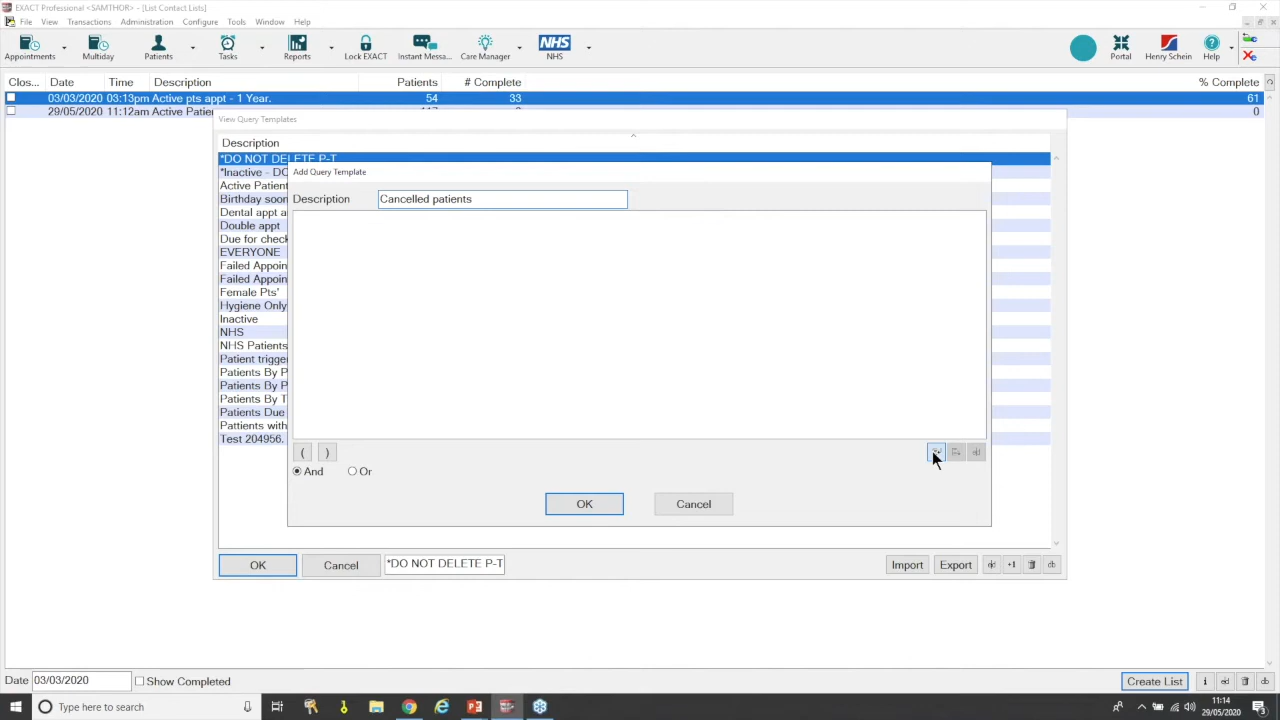 EXACT Professional <$AMTHOR> - [List Contact Lists]
File View Transactions Administration Configure Tools Window Help
Appointments Multiday Patients Tasks Reports Lock EXACT Instant Messa... Care Manager NHS NHS Portal Henry Schein Help
Clos... Date Time Description Patients # Complete % Complete
03/03/2020 03:13pm Active pts appt - 1 Year. 54 33 61
29/05/2020 11:12am Active Patie 0
View Query Templates
Description
*DO NOT DELETE P-T
Add Query Template
*Inactive - DO
Active Patient
Description Cancelled patients
Birthday soon
Dental appt a
Double appt
Due for check
EVERYONE
Failed Appoin
Failed Appoin
Female Pts'
Hygiene Only
Inactive
NHS
NHS Patients
Patient trigge
Patients By P
Patients By P
Patients By T
Patients Due
Pattients with
Test 204956.
( )
And Or
OK Cancel
OK Cancel *DO NOT DELETE P-T Import Export
Date 03/03/2020 Show Completed Create List
Type here to search
11:14
29/05/2020
3